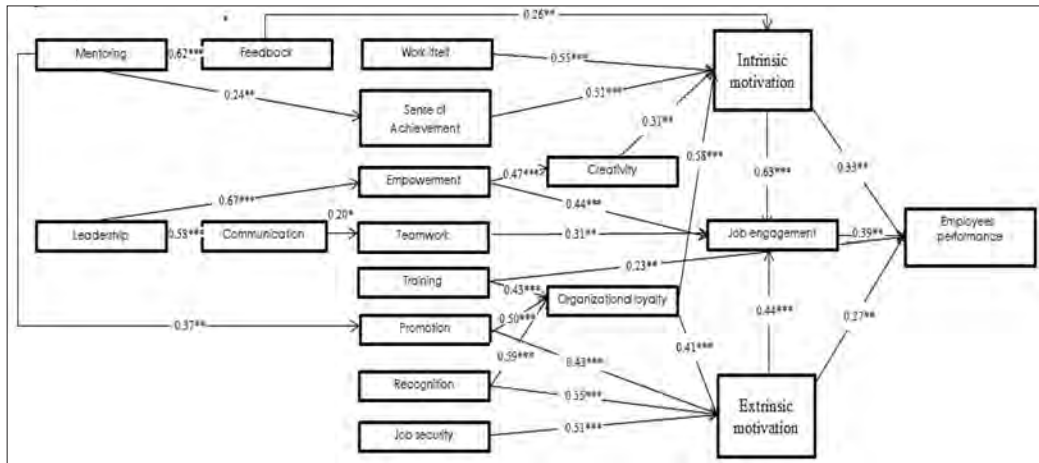 *
0.26**
Mentoring
0.62***
Feedback
Work itself
0.55***
Intrinsic
motivation
0.24**
Sense of
Achievement
0.51***
0.31**
Creativity
0.47***
Empowerment
0.58***
0.33**
0.67***
0.44***
0.63***
Leadership
0.58***
Communication
0.20*
Teamwork
0.31**
Job engagement
0.39**
Employees
performance
Training
0.23**
0.43***
Organizational loyalty
0.37**
Promotion
0.50***
0.44***
0.27**
0.59***
0.43***
0.41***
Recognition
0.55***
Extrinsic
motivation
Job security
0.51***